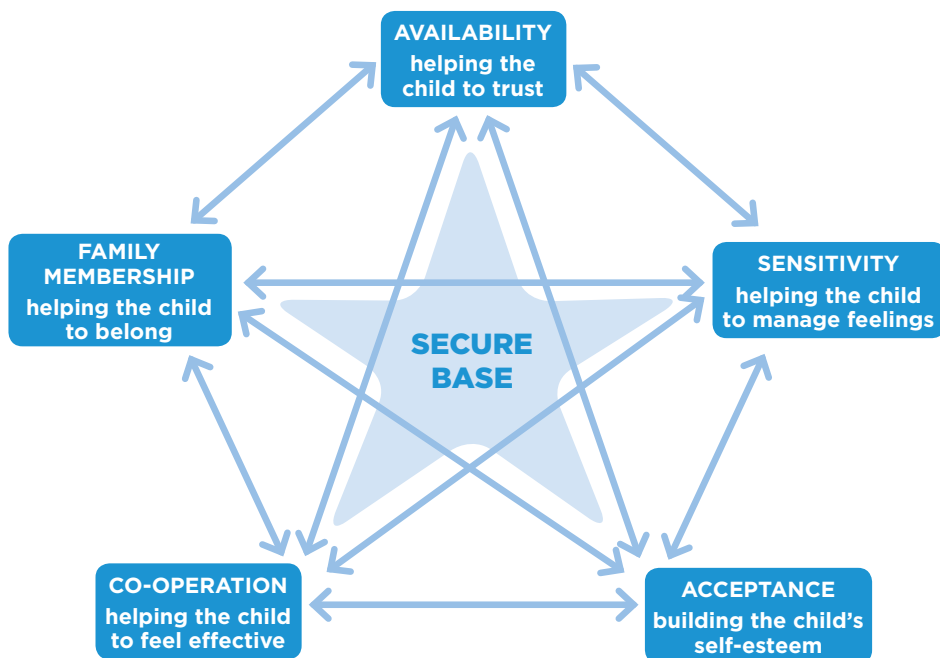 AVAILABILITY
helping the
child to trust
FAMILY
MEMBERSHIP
helping the child
to belong
SENSITIVITY
helping the child
to manage feelings
SECURE
BASE
CO-OPERATION
helping the child
to feel effective
ACCEPTANCE
building the child's
self-esteem